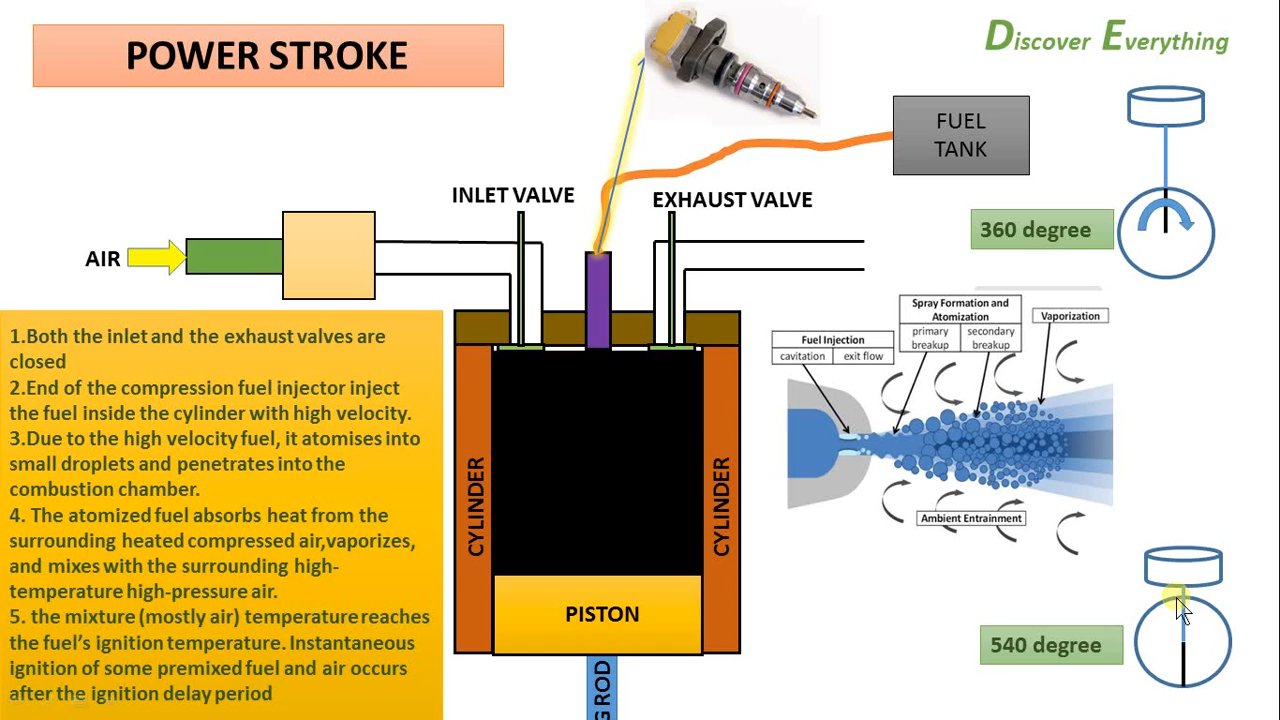 POWER STROKE
Discover Everything
FUEL
TANK
INLET VALVE
EXHAUST VALVE
AIR
360 degree
1.Both the inlet and the exhaust valves are
closed
2.End of the compression fuel injector inject
the fuel inside the cylinder with high velocity.
3.Due to the high velocity fuel, it atomises into
small droplets and penetrates into the
combustion chamber.
4. The atomized fuel absorbs heat from the
surrounding heated compressed air,vaporizes,
and mixes with the surrounding high-
temperature high-pressure air.
5. the mixture (mostly air) temperature reaches
the fuel’s ignition temperature. Instantaneous
ignition of some premixed fuel and air occurs
after the ignition delay period
CYLINDER
CYLINDER
PISTON
G ROD
Spray Formation and
Atomization
primary
breakup
secondary
breakup
Vaporization
Fuel Injection
cavitation
exit flow
Ambient Entrainment
540 degree